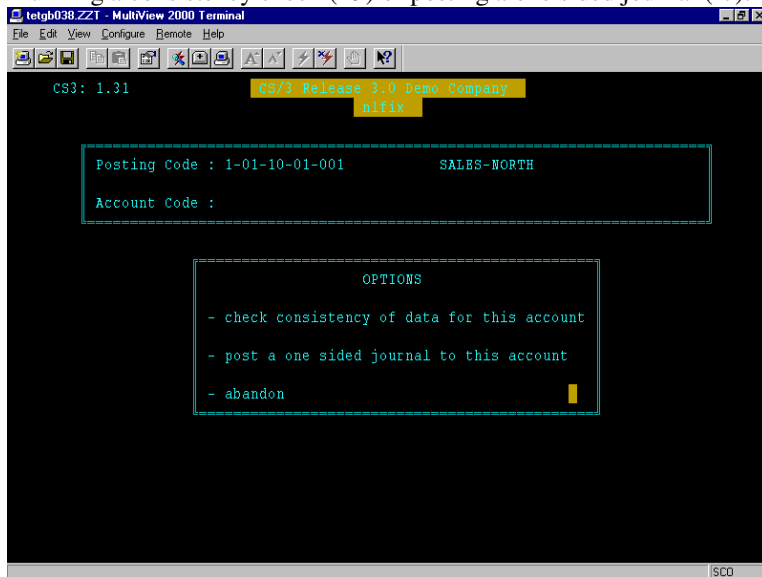 tetgb038.ZZT - MultiView 2000 Terminal
File Edit View Configure Remote Help
CS3: 1.31 CS/3 Release 3.0 Demo Company
nlfix
Posting Code : 1-01-10-01-001 SALES-NORTH
Account Code :
OPTIONS
- check consistency of data for this account
- post a one sided journal to this account
- abandon
SCO